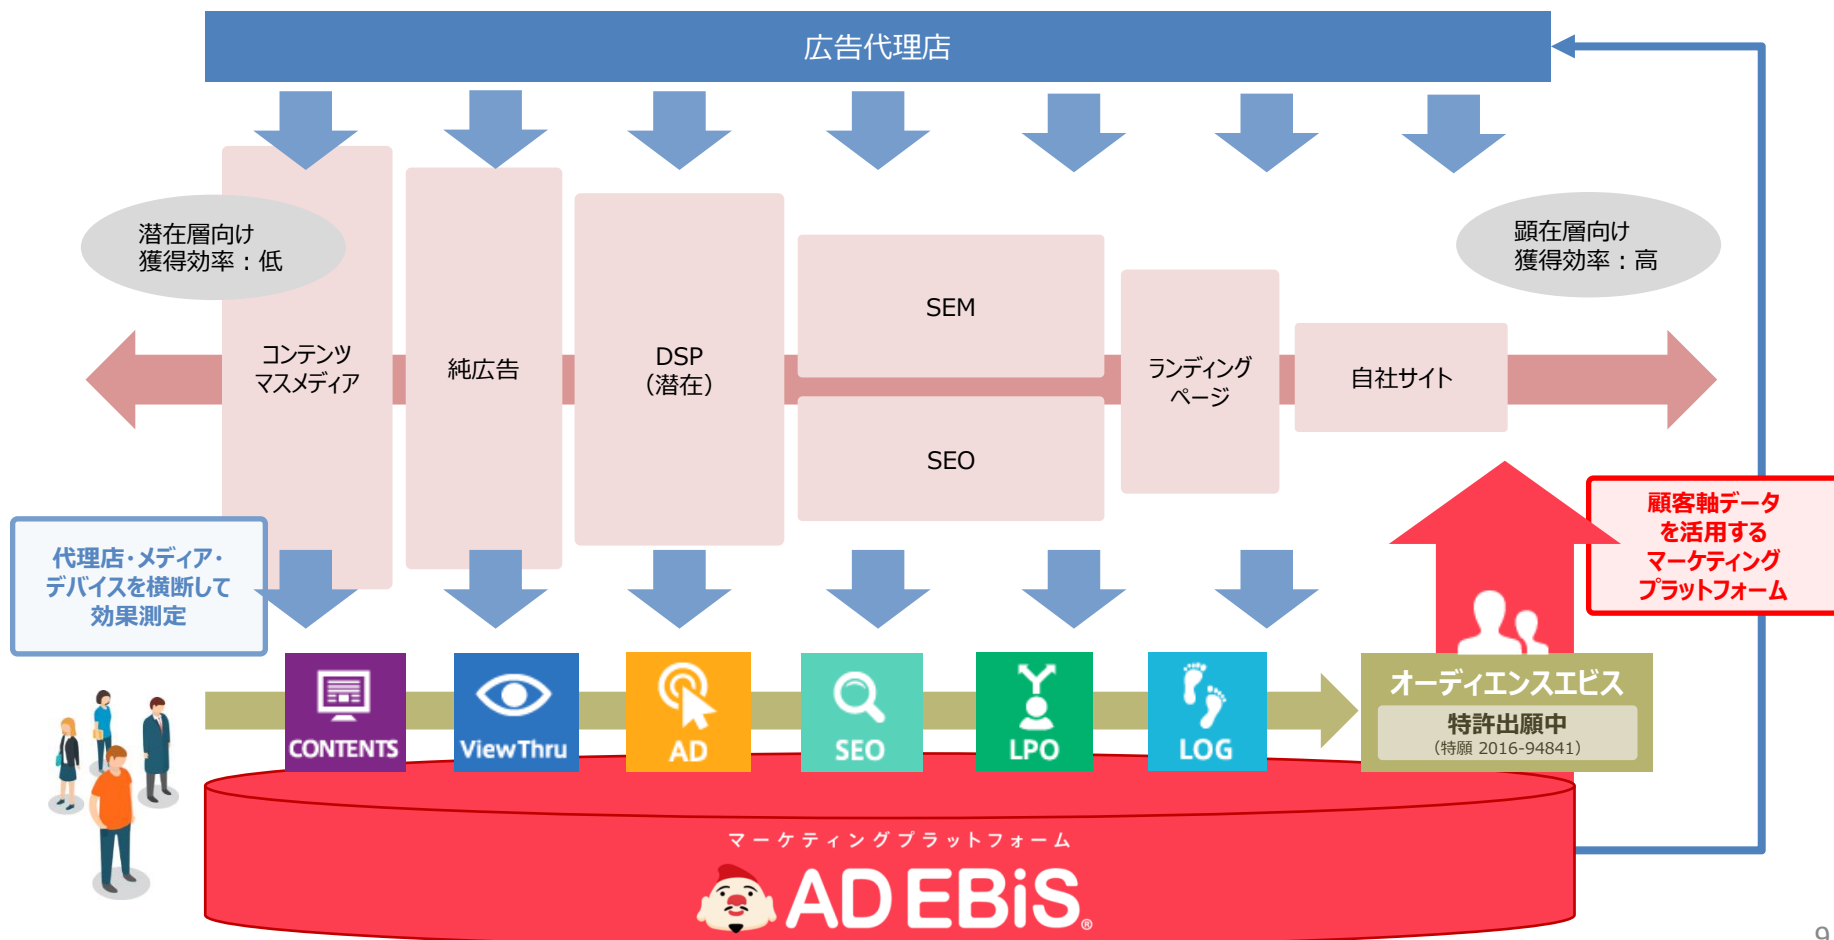 広告代理店
潜在層向け
獲得効率：低
顕在層向け
獲得効率：高
コンテンツ
マスメディア
純広告
DSP
（潜在）
SEM
SEO
ランディング
ページ
自社サイト
代理店・メディア・
デバイスを横断して
効果測定
顧客軸データ
を活用する
マーケティング
プラットフォーム
CONTENTS
ViewThru
AD
SEO
LPO
LOG
オーディエンスエビス
特許出願中
（特願 2016-94841）
マーケティングプラットフォーム
AD EBiS®
9